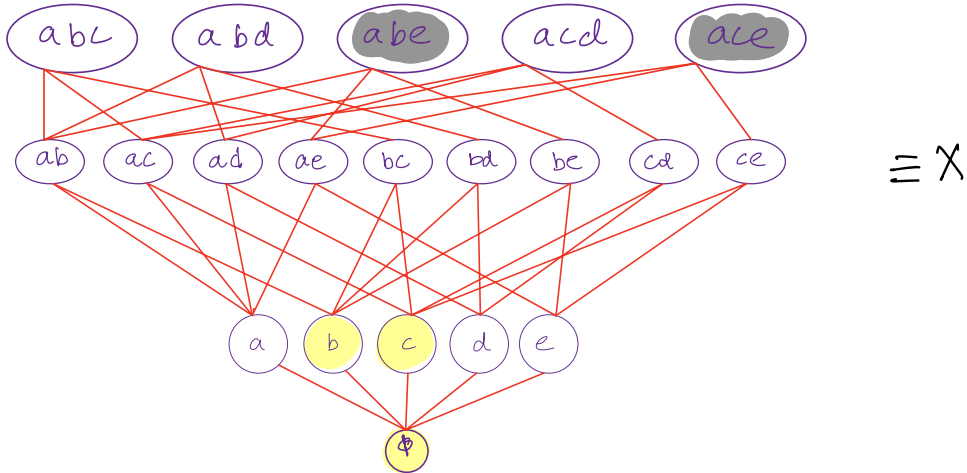 abc abd abe acd ace
ab ac ad ae bc bd be cd ce
≡ X
a b c d e
ϕ